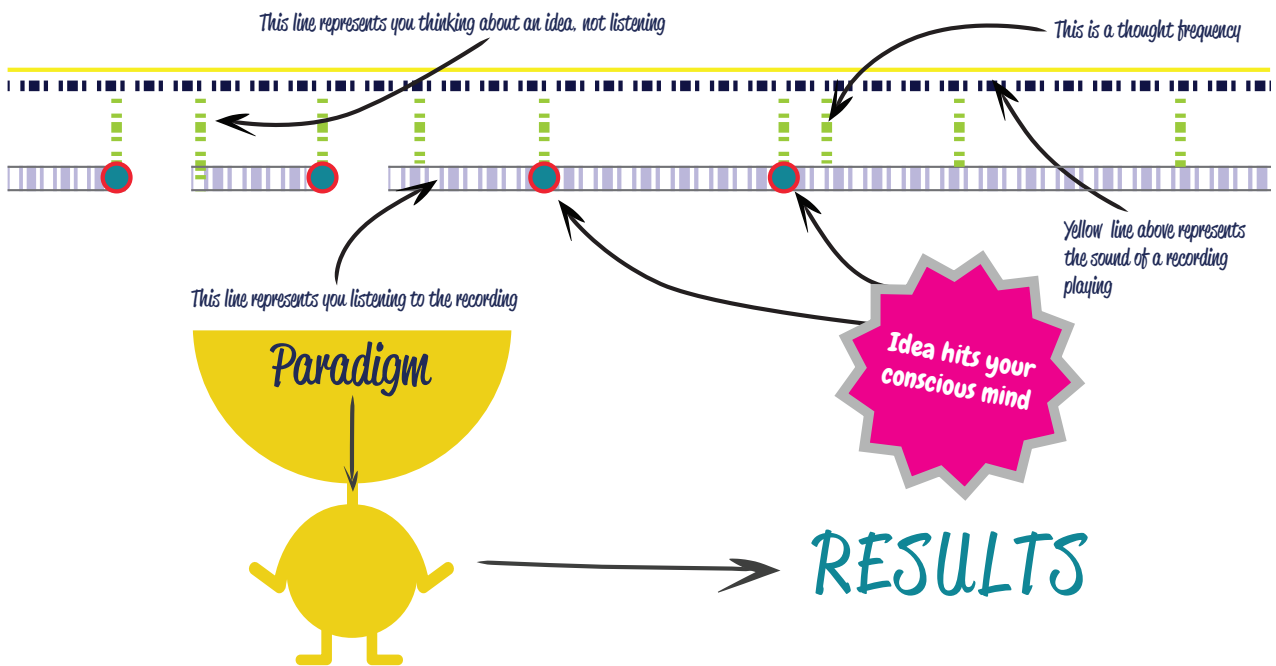 This line represents you thinking about an idea, not listening
This is a thought frequency
Yellow line above represents
the sound of a recording
playing
This line represents you listening to the recording
Paradigm
Idea hits your
conscious mind
RESULTS